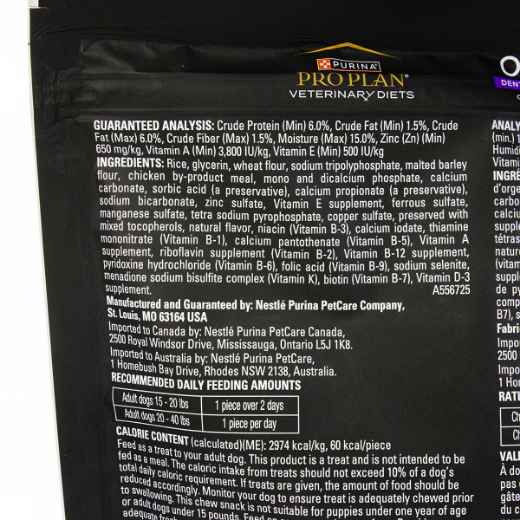 PURINA
PRO PLAN
VETERINARY DIETS
GUARANTEED ANALYSIS: Crude Protein (Min) 6.0%, Crude Fat (Min) 1.5%, Crude
Fat (Max) 6.0%, Crude Fiber (Max) 1.5%, Moisture (Max) 15.0%, Zinc (Zn) (Min)
650 mg/kg, Vitamin A (Min) 3,800 IU/kg, Vitamin E (Min) 500 IU/kg
INGREDIENTS: Rice, glycerin, wheat flour, sodium tripolyphosphate, malted barley
flour, chicken by-product meal, mono and dicalcium phosphate, calcium
carbonate, sorbic acid (a preservative), calcium propionate (a preservative),
sodium bicarbonate, zinc sulfate, Vitamin E supplement, ferrous sulfate,
manganese sulfate, tetra sodium pyrophosphate, copper sulfate, preserved with
mixed tocopherols, natural flavor, niacin (Vitamin B-3), calcium iodate, thiamine
mononitrate (Vitamin B-1), calcium pantothenate (Vitamin B-5), Vitamin A
supplement, riboflavin supplement (Vitamin B-2), Vitamin B-12 supplement,
pyridoxine hydrochloride (Vitamin B-6), folic acid (Vitamin B-9), sodium selenite,
menadione sodium bisulfite complex (Vitamin K), biotin (Vitamin B-7), Vitamin D-3
supplement. A556725
Manufactured and Guaranteed by: Nestlé Purina PetCare Company,
St. Louis, MO 63164 USA
Imported to Canada by: Nestlé Purina PetCare Canada,
2500 Royal Windsor Drive, Mississauga, Ontario L5J 1K8.
Imported to Australia by: Nestlé Purina PetCare,
1 Homebush Bay Drive, Rhodes NSW 2138, Australia.
RECOMMENDED DAILY FEEDING AMOUNTS
Adult dogs 15 - 20 lbs 1 piece over 2 days
Adult dogs 20 - 40 lbs 1 piece per day
CALORIE CONTENT (calculated)(ME): 2974 kcal/kg, 60 kcal/piece
Feed as a treat to your adult dog. This product is a treat and is not intended to be
fed as a meal. The caloric intake from treats should not exceed 10% of a dog's
total daily caloric requirement. If treats are given, the amount of food should be
reduced accordingly. Monitor your dog to ensure treat is adequately chewed prior
to swallowing. This chew snack is not suitable for puppies under one year of age
or adult dogs under 15 pounds.